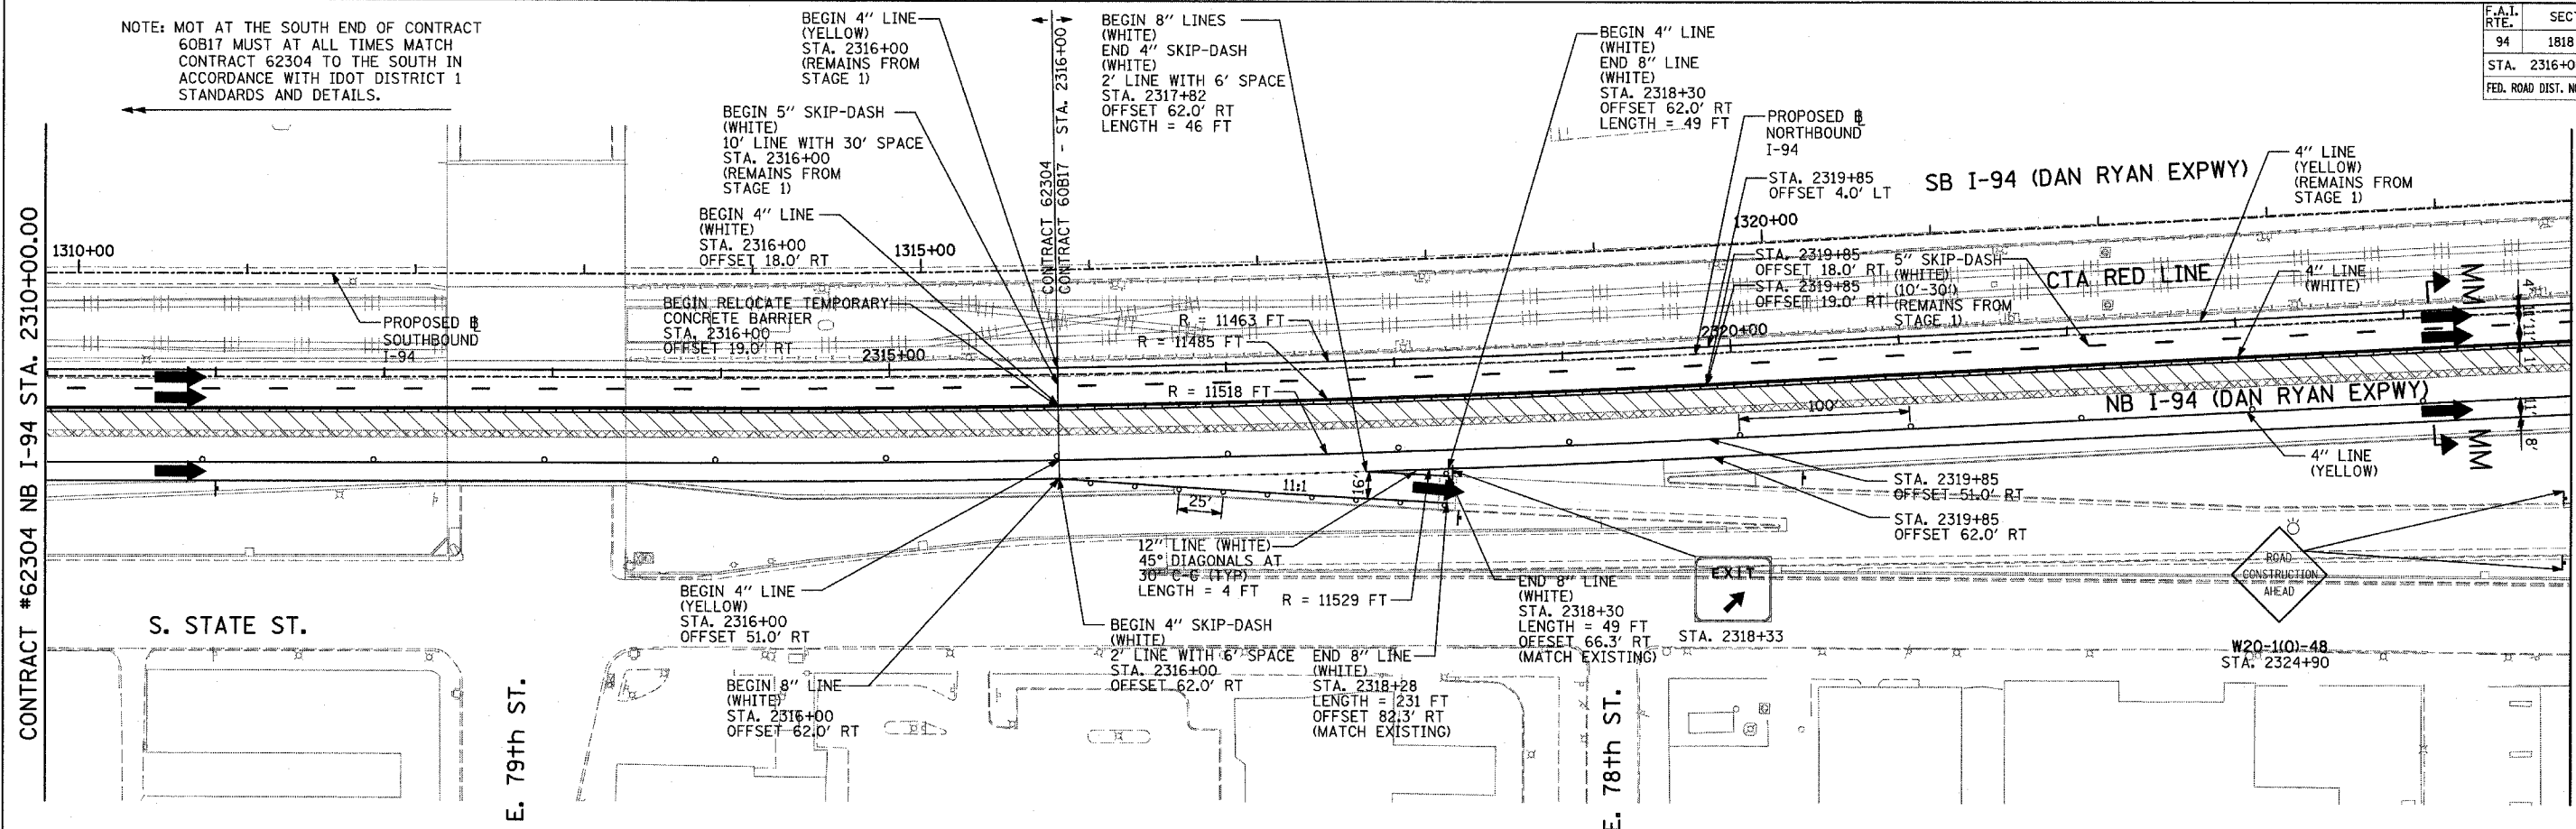 NOTE: MOT AT THE SOUTH END OF CONTRACT
60B17 MUST AT ALL TIMES MATCH
CONTRACT 62304 TO THE SOUTH IN
ACCORDANCE WITH IDOT DISTRICT 1
STANDARDS AND DETAILS.
BEGIN 4" LINE
(YELLOW)
STA. 2316+00
(REMAINS FROM
STAGE 1)
BEGIN 5" SKIP-DASH
(WHITE)
10' LINE WITH 30' SPACE
STA. 2316+00
(REMAINS FROM
STAGE 1)
BEGIN 4" LINE
(WHITE)
STA. 2316+00
OFFSET 18.0' RT
BEGIN RELOCATE TEMPORARY
CONCRETE BARRIER
STA. 2316+00
OFFSET 19.0' RT
CONTRACT 62304
CONTRACT 60B17 - STA. 2316+00
BEGIN 8" LINES
(WHITE)
END 4" SKIP-DASH
(WHITE)
2' LINE WITH 6' SPACE
STA. 2317+82
OFFSET 62.0' RT
LENGTH = 46 FT
BEGIN 4" LINE
(WHITE)
END 8" LINE
(WHITE)
STA. 2318+30
OFFSET 62.0' RT
LENGTH = 49 FT
PROPOSED ℄
NORTHBOUND
I-94
STA. 2319+85
OFFSET 4.0' LT
SB I-94 (DAN RYAN EXPWY)
4" LINE
(YELLOW)
(REMAINS FROM
STAGE 1)
F.A.I.
RTE.
SECT
94
1818
STA. 2316+0
FED. ROAD DIST. N
CONTRACT #62304 NB I-94 STA. 2310+00.00
1310+00
1315+00
1320+00
2315+00
2320+00
PROPOSED ℄
SOUTHBOUND
I-94
STA. 2319+85
OFFSET 18.0' RT
STA. 2319+85
OFFSET 19.0' RT
5" SKIP-DASH
(WHITE)
(10'-30')
(REMAINS FROM
STAGE 1)
CTA RED LINE
4" LINE
(WHITE)
MM
4'
11'
11'
R = 11463 FT
R = 11485 FT
R = 11518 FT
100'
NB I-94 (DAN RYAN EXPWY)
11'
8'
MM
4" LINE
(YELLOW)
STA. 2319+85
OFFSET 51.0' RT
STA. 2319+85
OFFSET 62.0' RT
11:1
25'
16'
12" LINE (WHITE)
45° DIAGONALS AT
30' C-C (TYP)
LENGTH = 4 FT
R = 11529 FT
BEGIN 4" LINE
(YELLOW)
STA. 2316+00
OFFSET 51.0' RT
BEGIN 8" LINE
(WHITE)
STA. 2316+00
OFFSET 62.0' RT
BEGIN 4" SKIP-DASH
(WHITE)
2' LINE WITH 6' SPACE
STA. 2316+00
OFFSET 62.0' RT
END 8" LINE
(WHITE)
STA. 2318+28
LENGTH = 231 FT
OFFSET 82.3' RT
(MATCH EXISTING)
END 8" LINE
(WHITE)
STA. 2318+30
LENGTH = 49 FT
OFFSET 66.3' RT
(MATCH EXISTING)
EXIT
STA. 2318+33
ROAD
CONSTRUCTION
AHEAD
W20-1(O)-48
STA. 2324+90
S. STATE ST.
E. 79th ST.
E. 78th ST.